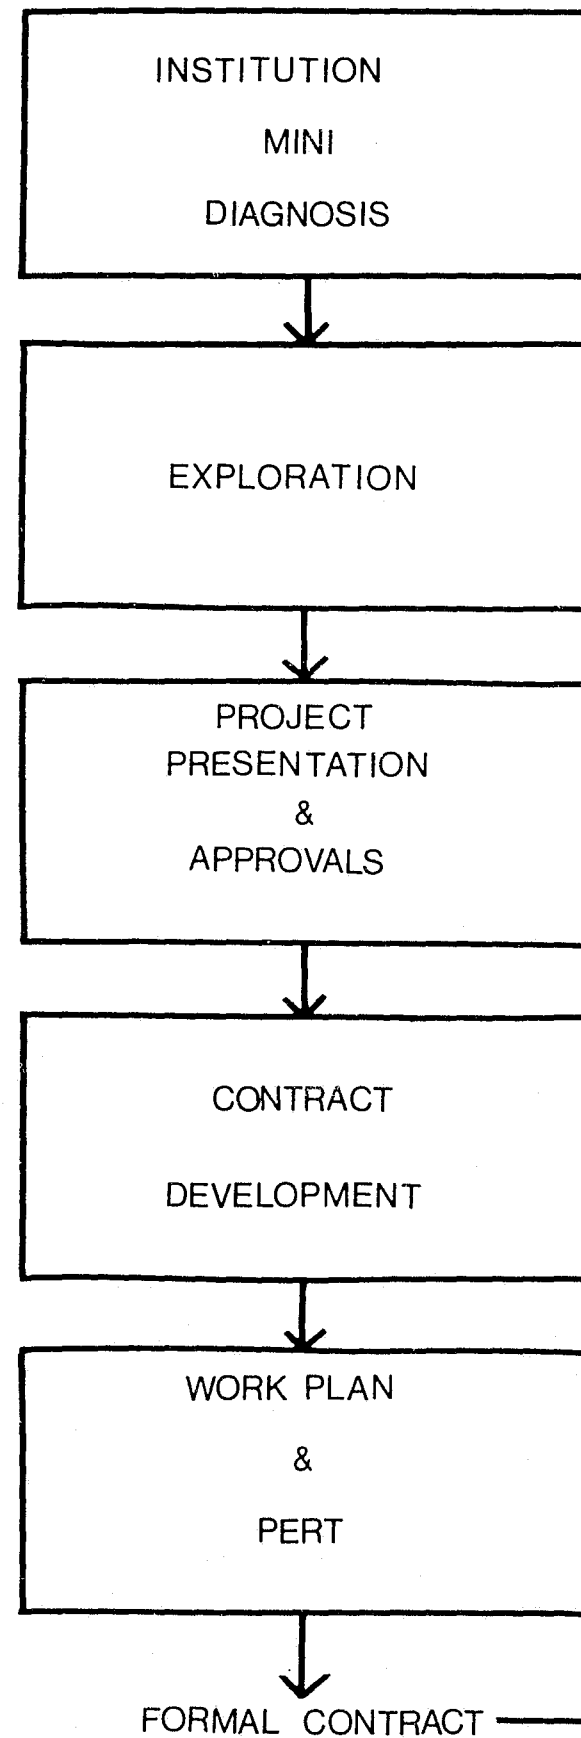 INSTITUTION
MINI
DIAGNOSIS
EXPLORATION
PROJECT
PRESENTATION
&
APPROVALS
CONTRACT
DEVELOPMENT
WORK PLAN
&
PERT
FORMAL CONTRACT